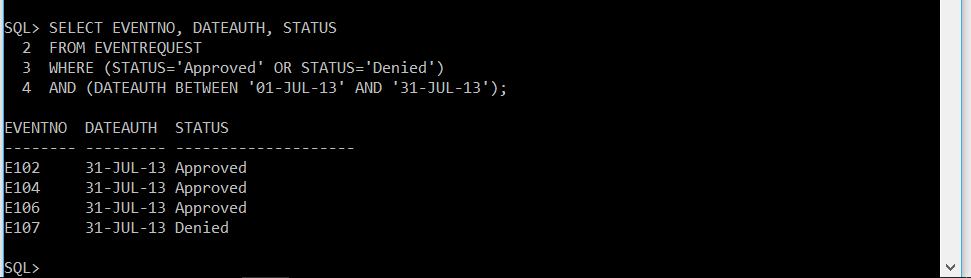 SQL> SELECT EVENTNO, DATEAUTH, STATUS
  2  FROM EVENTREQUEST
  3  WHERE (STATUS='Approved' OR STATUS='Denied')
  4  AND (DATEAUTH BETWEEN '01-JUL-13' AND '31-JUL-13');
EVENTNO  DATEAUTH  STATUS
-------- --------- --------------------
E102     31-JUL-13 Approved
E104     31-JUL-13 Approved
E106     31-JUL-13 Approved
E107     31-JUL-13 Denied
SQL>